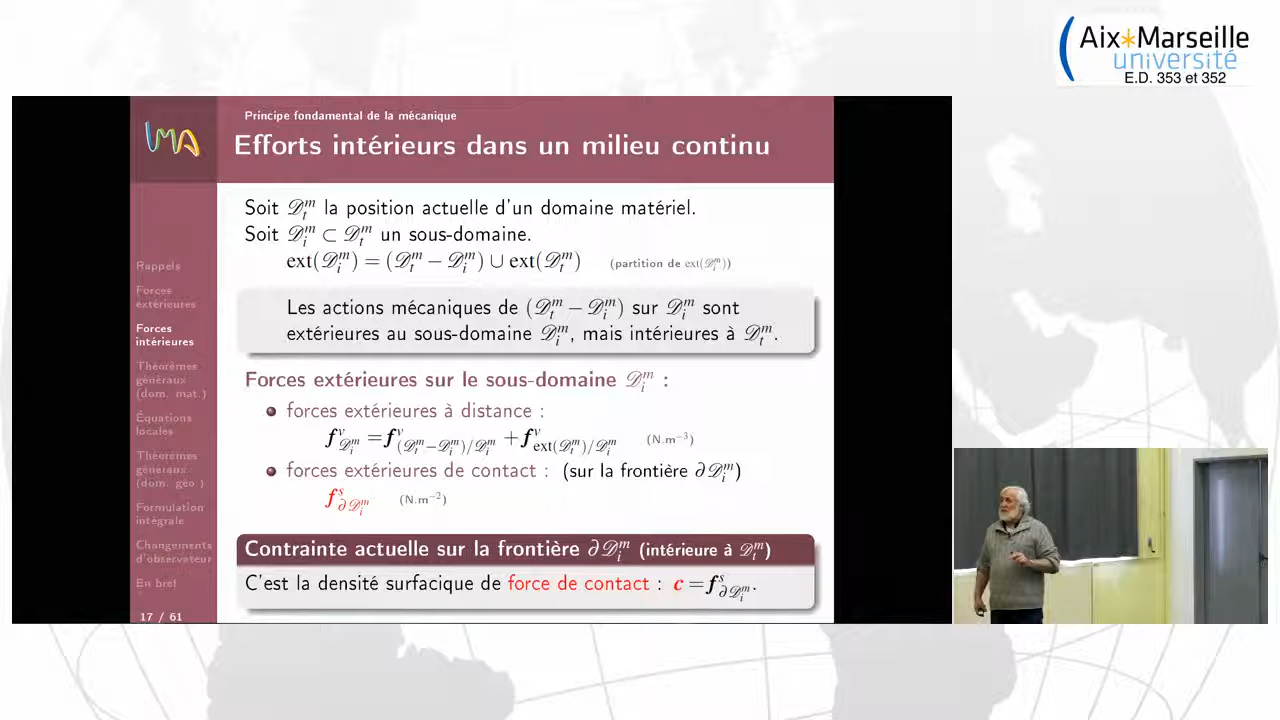 Aix*Marseille
université
E.D. 353 et 352
LMA
Principe fondamental de la mécanique
Efforts intérieurs dans un milieu continu
Soit 𝒟ₜᵐ la position actuelle d'un domaine matériel.
Soit 𝒟ᵢᵐ ⊂ 𝒟ₜᵐ un sous-domaine.
ext(𝒟ᵢᵐ) = (𝒟ₜᵐ − 𝒟ᵢᵐ) ∪ ext(𝒟ₜᵐ) (partition de ext(𝒟ᵢᵐ))
Les actions mécaniques de (𝒟ₜᵐ − 𝒟ᵢᵐ) sur 𝒟ᵢᵐ sont
extérieures au sous-domaine 𝒟ᵢᵐ, mais intérieures à 𝒟ₜᵐ.
Forces extérieures sur le sous-domaine 𝒟ᵢᵐ :
forces extérieures à distance :
f^v_{𝒟ᵢᵐ} = f^v_{(𝒟ₜᵐ−𝒟ᵢᵐ)/𝒟ᵢᵐ} + f^v_{ext(𝒟ₜᵐ)/𝒟ᵢᵐ} (N.m⁻³)
forces extérieures de contact : (sur la frontière ∂𝒟ᵢᵐ)
f^s_{∂𝒟ᵢᵐ} (N.m⁻²)
Contrainte actuelle sur la frontière ∂𝒟ᵢᵐ (intérieure à 𝒟ₜᵐ)
C'est la densité surfacique de force de contact : c = f^s_{∂𝒟ᵢᵐ}.
Rappels
Forces
extérieures
Forces
intérieures
Théorèmes
généraux
(dom. mat.)
Équations
locales
Théorèmes
généraux
(dom. géo.)
Formulation
intégrale
Changements
d'observateur
En bref
17 / 61